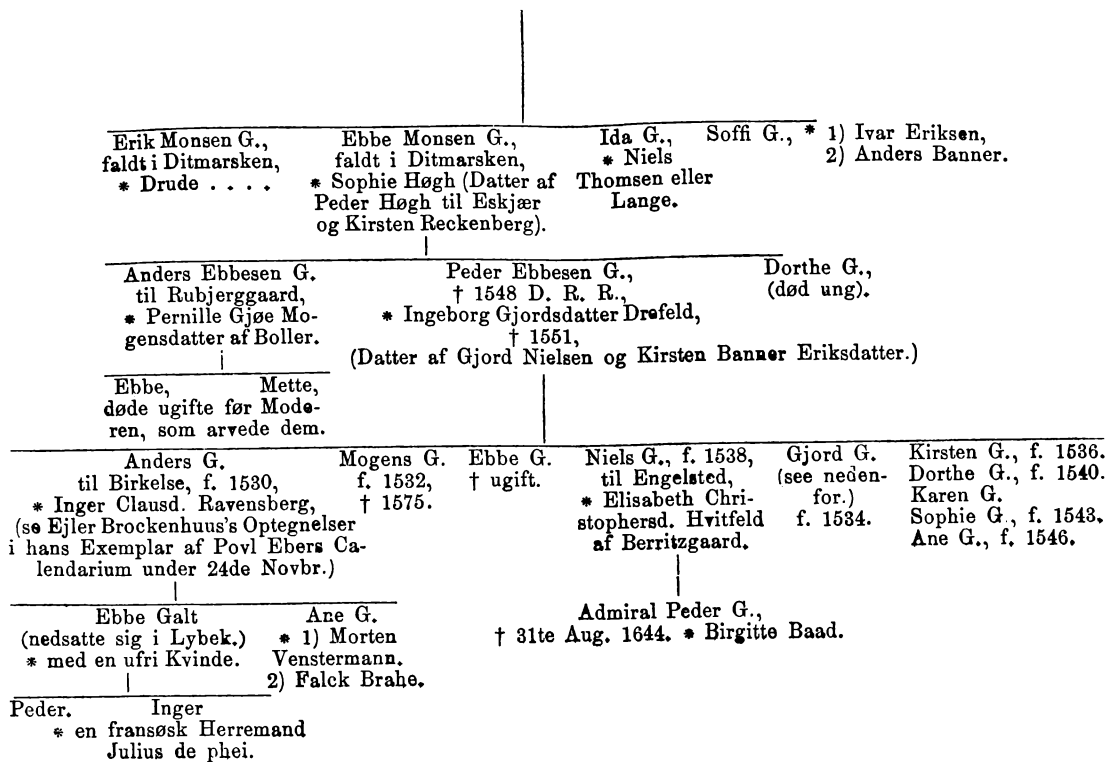 Erik Monsen G.,
faldt i Ditmarsken,
* Drude . . . .
Ebbe Monsen G.,
faldt i Ditmarsken,
* Sophie Høgh (Datter af
Peder Høgh til Eskjær
og Kirsten Reckenberg).
Ida G.,
* Niels
Thomsen eller
Lange.
Soffi G., * 1) Ivar Eriksen,
2) Anders Banner.
Anders Ebbesen G.
til Rubjerggaard,
* Pernille Gjøe Mo-
gensdatter af Boller.
Peder Ebbesen G.,
† 1548 D. R. R.,
* Ingeborg Gjordsdatter Drefeld,
† 1551,
(Datter af Gjord Nielsen og Kirsten Banner Eriksdatter.)
Dorthe G.,
(død ung).
Ebbe, Mette,
døde ugifte før Mode-
ren, som arvede dem.
Anders G.
til Birkelse, f. 1530,
* Inger Clausd. Ravensberg,
(se Ejler Brockenhuus's Optegnelser
i hans Exemplar af Povl Ebers Ca-
lendarium under 24de Novbr.)
Mogens G.
f. 1532,
† 1575.
Ebbe G.
† ugift.
Niels G., f. 1538,
til Engelsted,
* Elisabeth Chri-
stophersd. Hvitfeld
af Berritzgaard.
Gjord G.
(see neden-
for.)
f. 1534.
Kirsten G., f. 1536.
Dorthe G., f. 1540.
Karen G.
Sophie G., f. 1543.
Ane G., f. 1546.
Ebbe Galt
(nedsatte sig i Lybek.)
* med en ufri Kvinde.
Ane G.
* 1) Morten
Venstermann.
2) Falck Brahe.
Admiral Peder G.,
† 31te Aug. 1644. * Birgitte Baad.
Peder. Inger
* en fransøsk Herremand
Julius de phei.